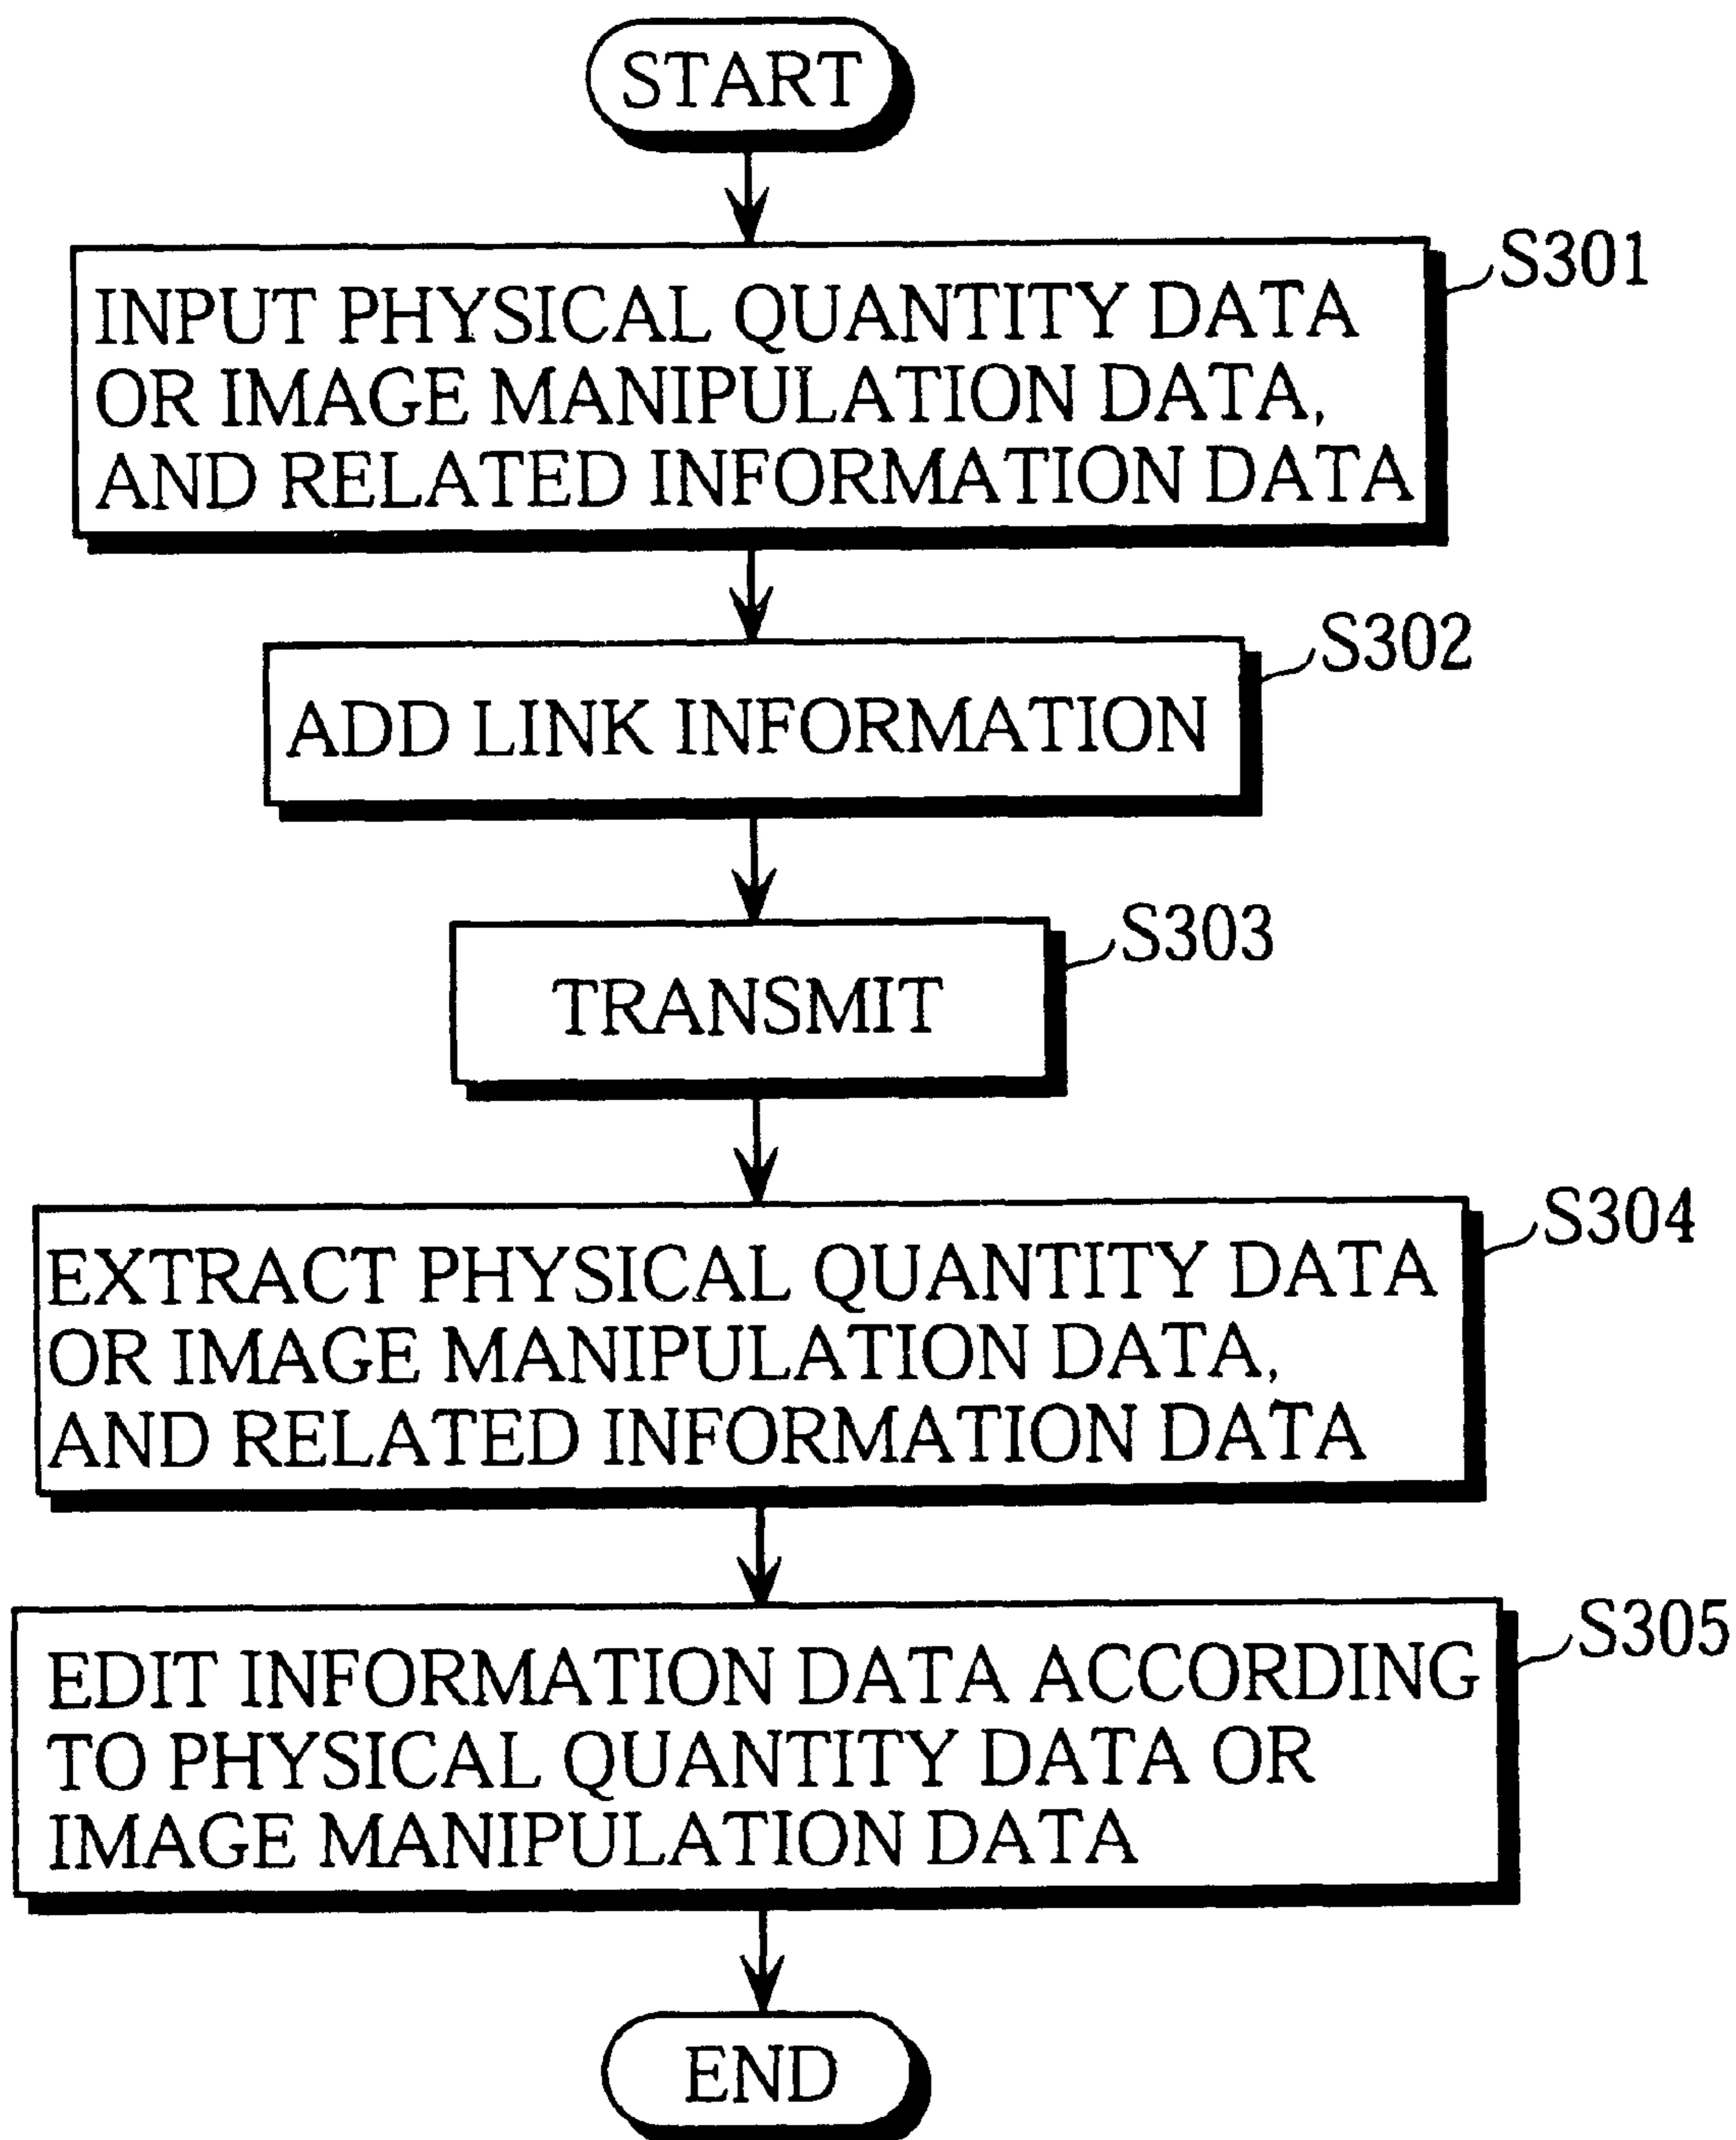 START
S301
INPUT PHYSICAL QUANTITY DATA
OR IMAGE MANIPULATION DATA,
AND RELATED INFORMATION DATA
S302
ADD LINK INFORMATION
S303
TRANSMIT
S304
EXTRACT PHYSICAL QUANTITY DATA
OR IMAGE MANIPULATION DATA,
AND RELATED INFORMATION DATA
S305
EDIT INFORMATION DATA ACCORDING
TO PHYSICAL QUANTITY DATA OR
IMAGE MANIPULATION DATA
END